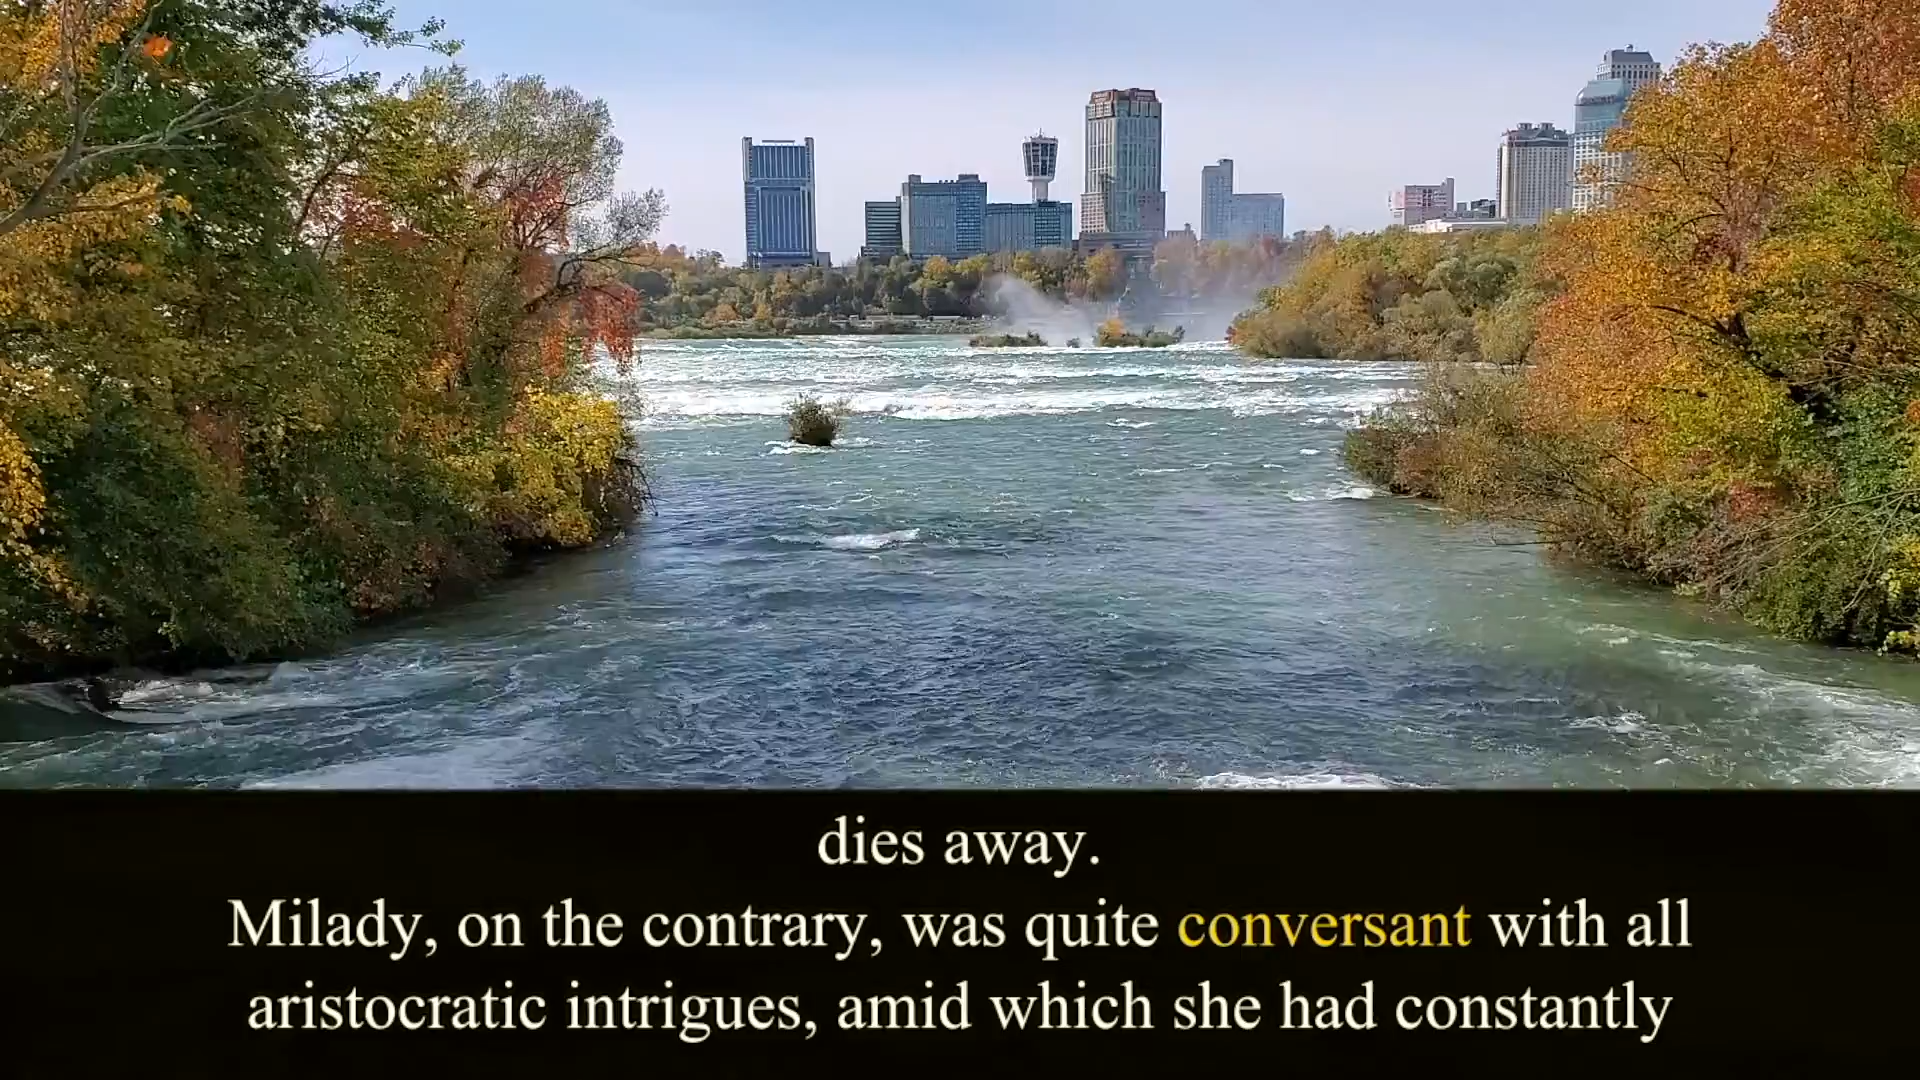 dies away.
Milady, on the contrary, was quite conversant with all
aristocratic intrigues, amid which she had constantly